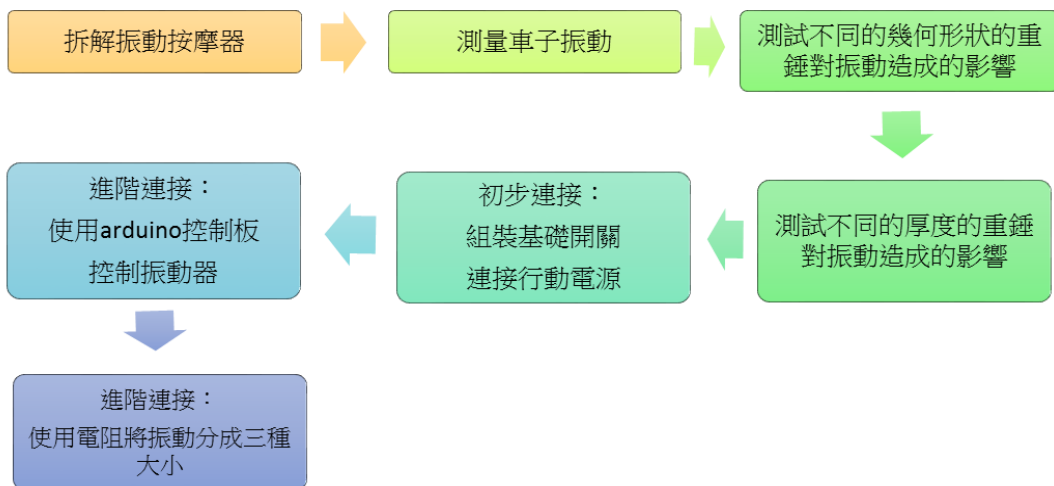 拆解振動按摩器
測量車子振動
測試不同的幾何形狀的重
錘對振動造成的影響
測試不同的厚度的重錘
對振動造成的影響
初步連接：
組裝基礎開關
連接行動電源
進階連接：
使用arduino控制板
控制振動器
進階連接：
使用電阻將振動分成三種
大小